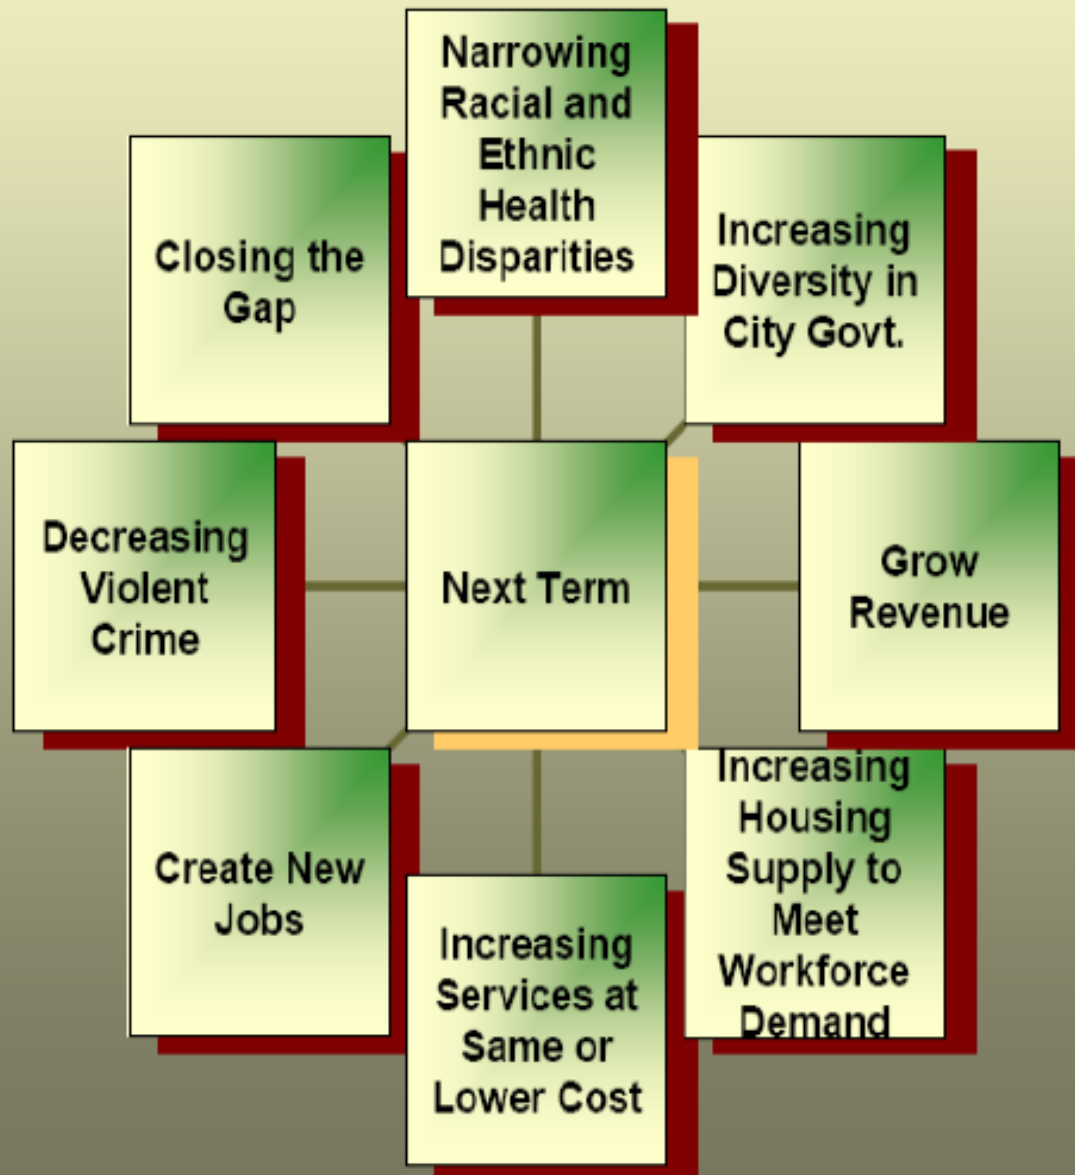 Narrowing
Racial and
Ethnic
Health
Disparities
Closing the
Gap
Increasing
Diversity in
City Govt.
Decreasing
Violent
Crime
Next Term
Grow
Revenue
Create New
Jobs
Increasing
Services at
Same or
Lower Cost
Increasing
Housing
Supply to
Meet
Workforce
Demand